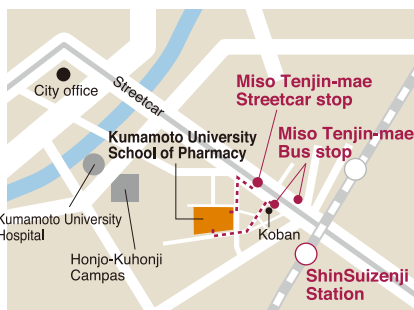 City office
Streetcar
Miso Tenjin-mae
Streetcar stop
Kumamoto University
School of Pharmacy
Miso Tenjin-mae
Bus stop
Kumamoto University
Hospital
Honjo-Kuhonji
Campas
Koban
ShinSuizenji
Station